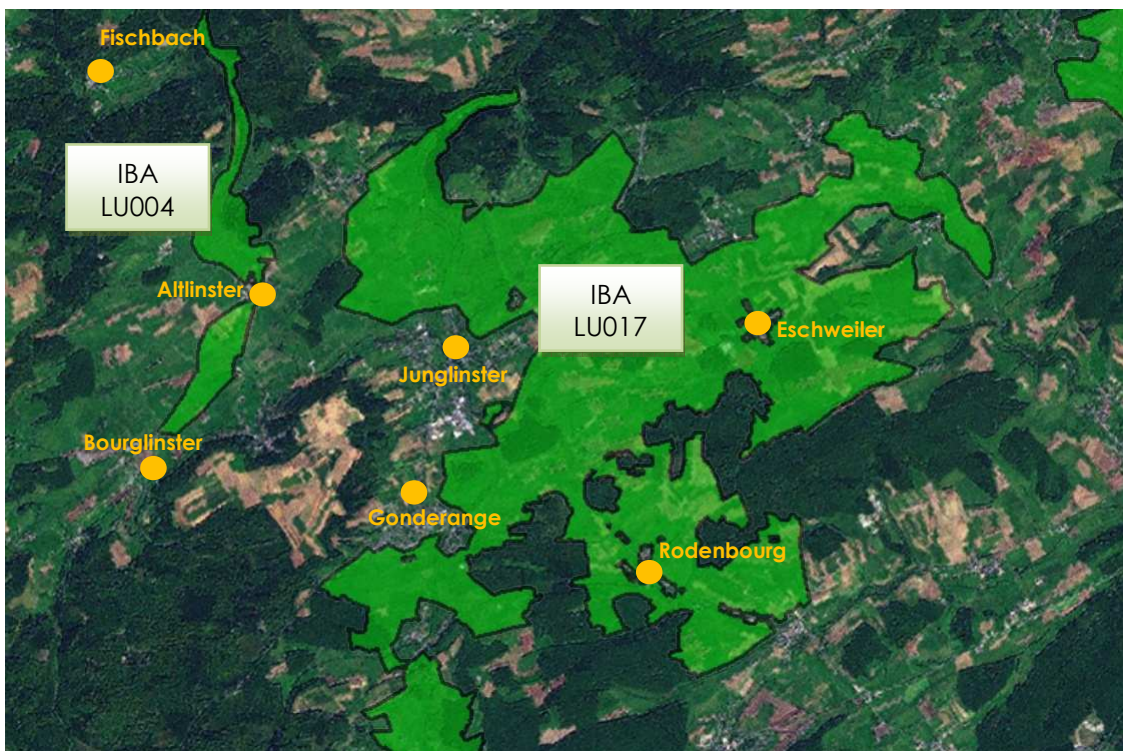 Fischbach
IBA
LU004
Altlinster
IBA
LU017
Eschweiler
Junglinster
Bourglinster
Gonderange
Rodenbourg